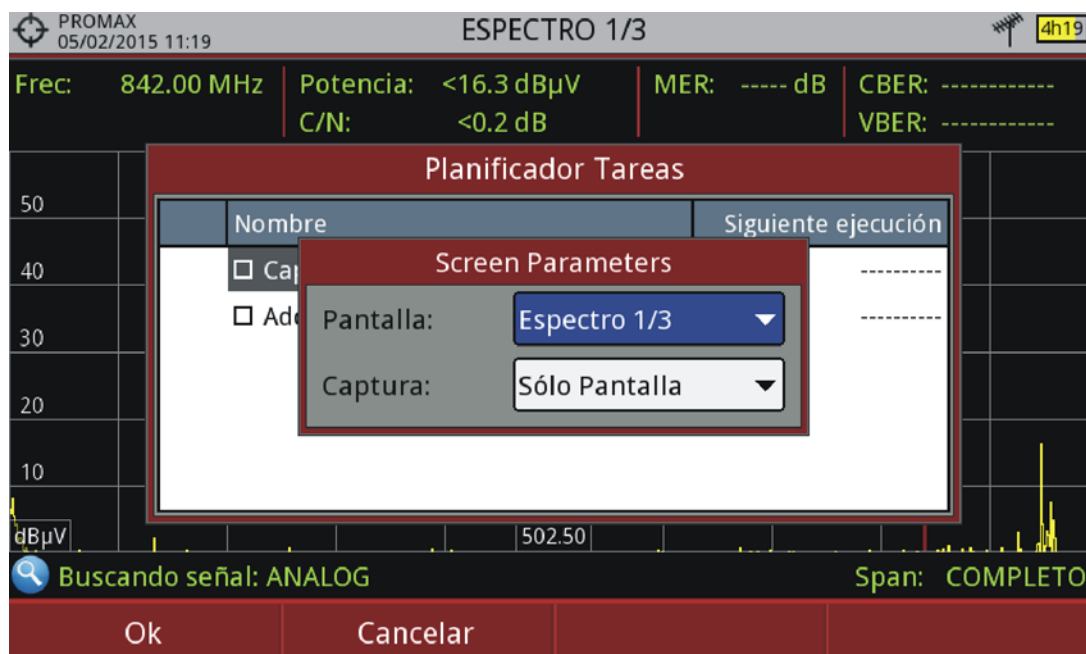 PROMAX
05/02/2015 11:19
ESPECTRO 1/3
4h19
Frec: 842.00 MHz
Potencia: <16.3 dBµV
MER: ----- dB
CBER: ------------
C/N: <0.2 dB
VBER: ------------
Planificador Tareas
Nombre
Siguiente ejecución
Screen Parameters
----------
Pantalla: Espectro 1/3
----------
Captura: Sólo Pantalla
50
40
30
20
10
dBµV
502.50
Buscando señal: ANALOG
Span: COMPLETO
Ok
Cancelar